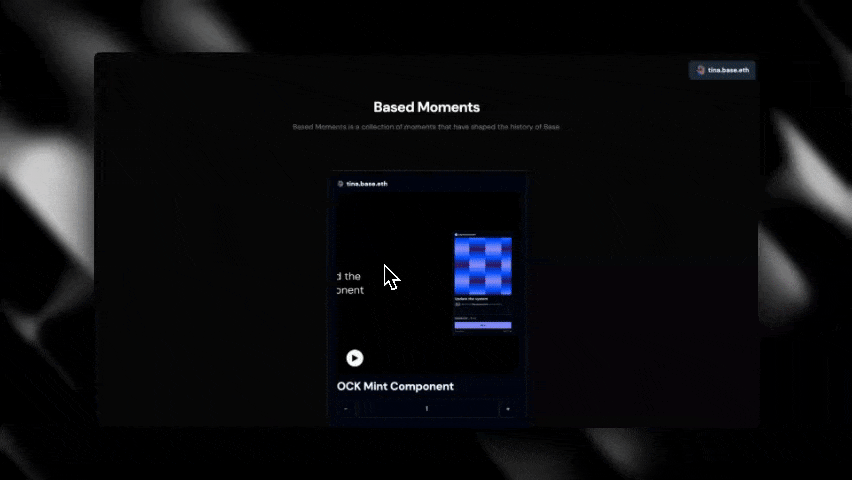 tina.base.eth
Based Moments
Based Moments is a collection of moments that have shaped the history of Base
tina.base.eth
d the
onent
Update the system
OCK Mint Component
- 1 +